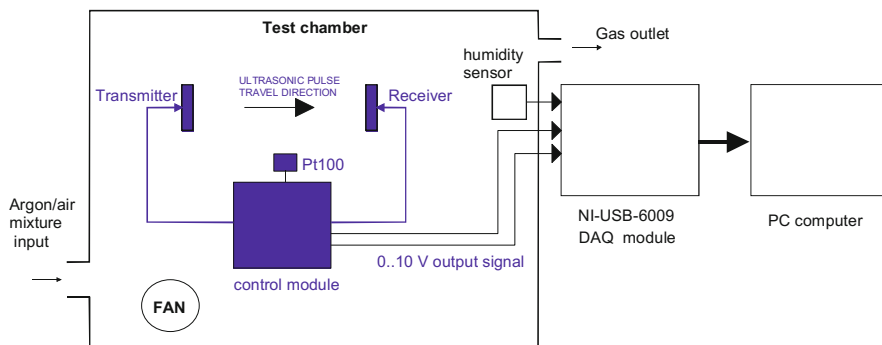 Test chamber
Gas outlet
humidity
sensor
ULTRASONIC PULSE
TRAVEL DIRECTION
Transmitter
Receiver
Pt100
Argon/air
mixture
input
NI-USB-6009
DAQ module
PC computer
0..10 V output signal
control module
FAN